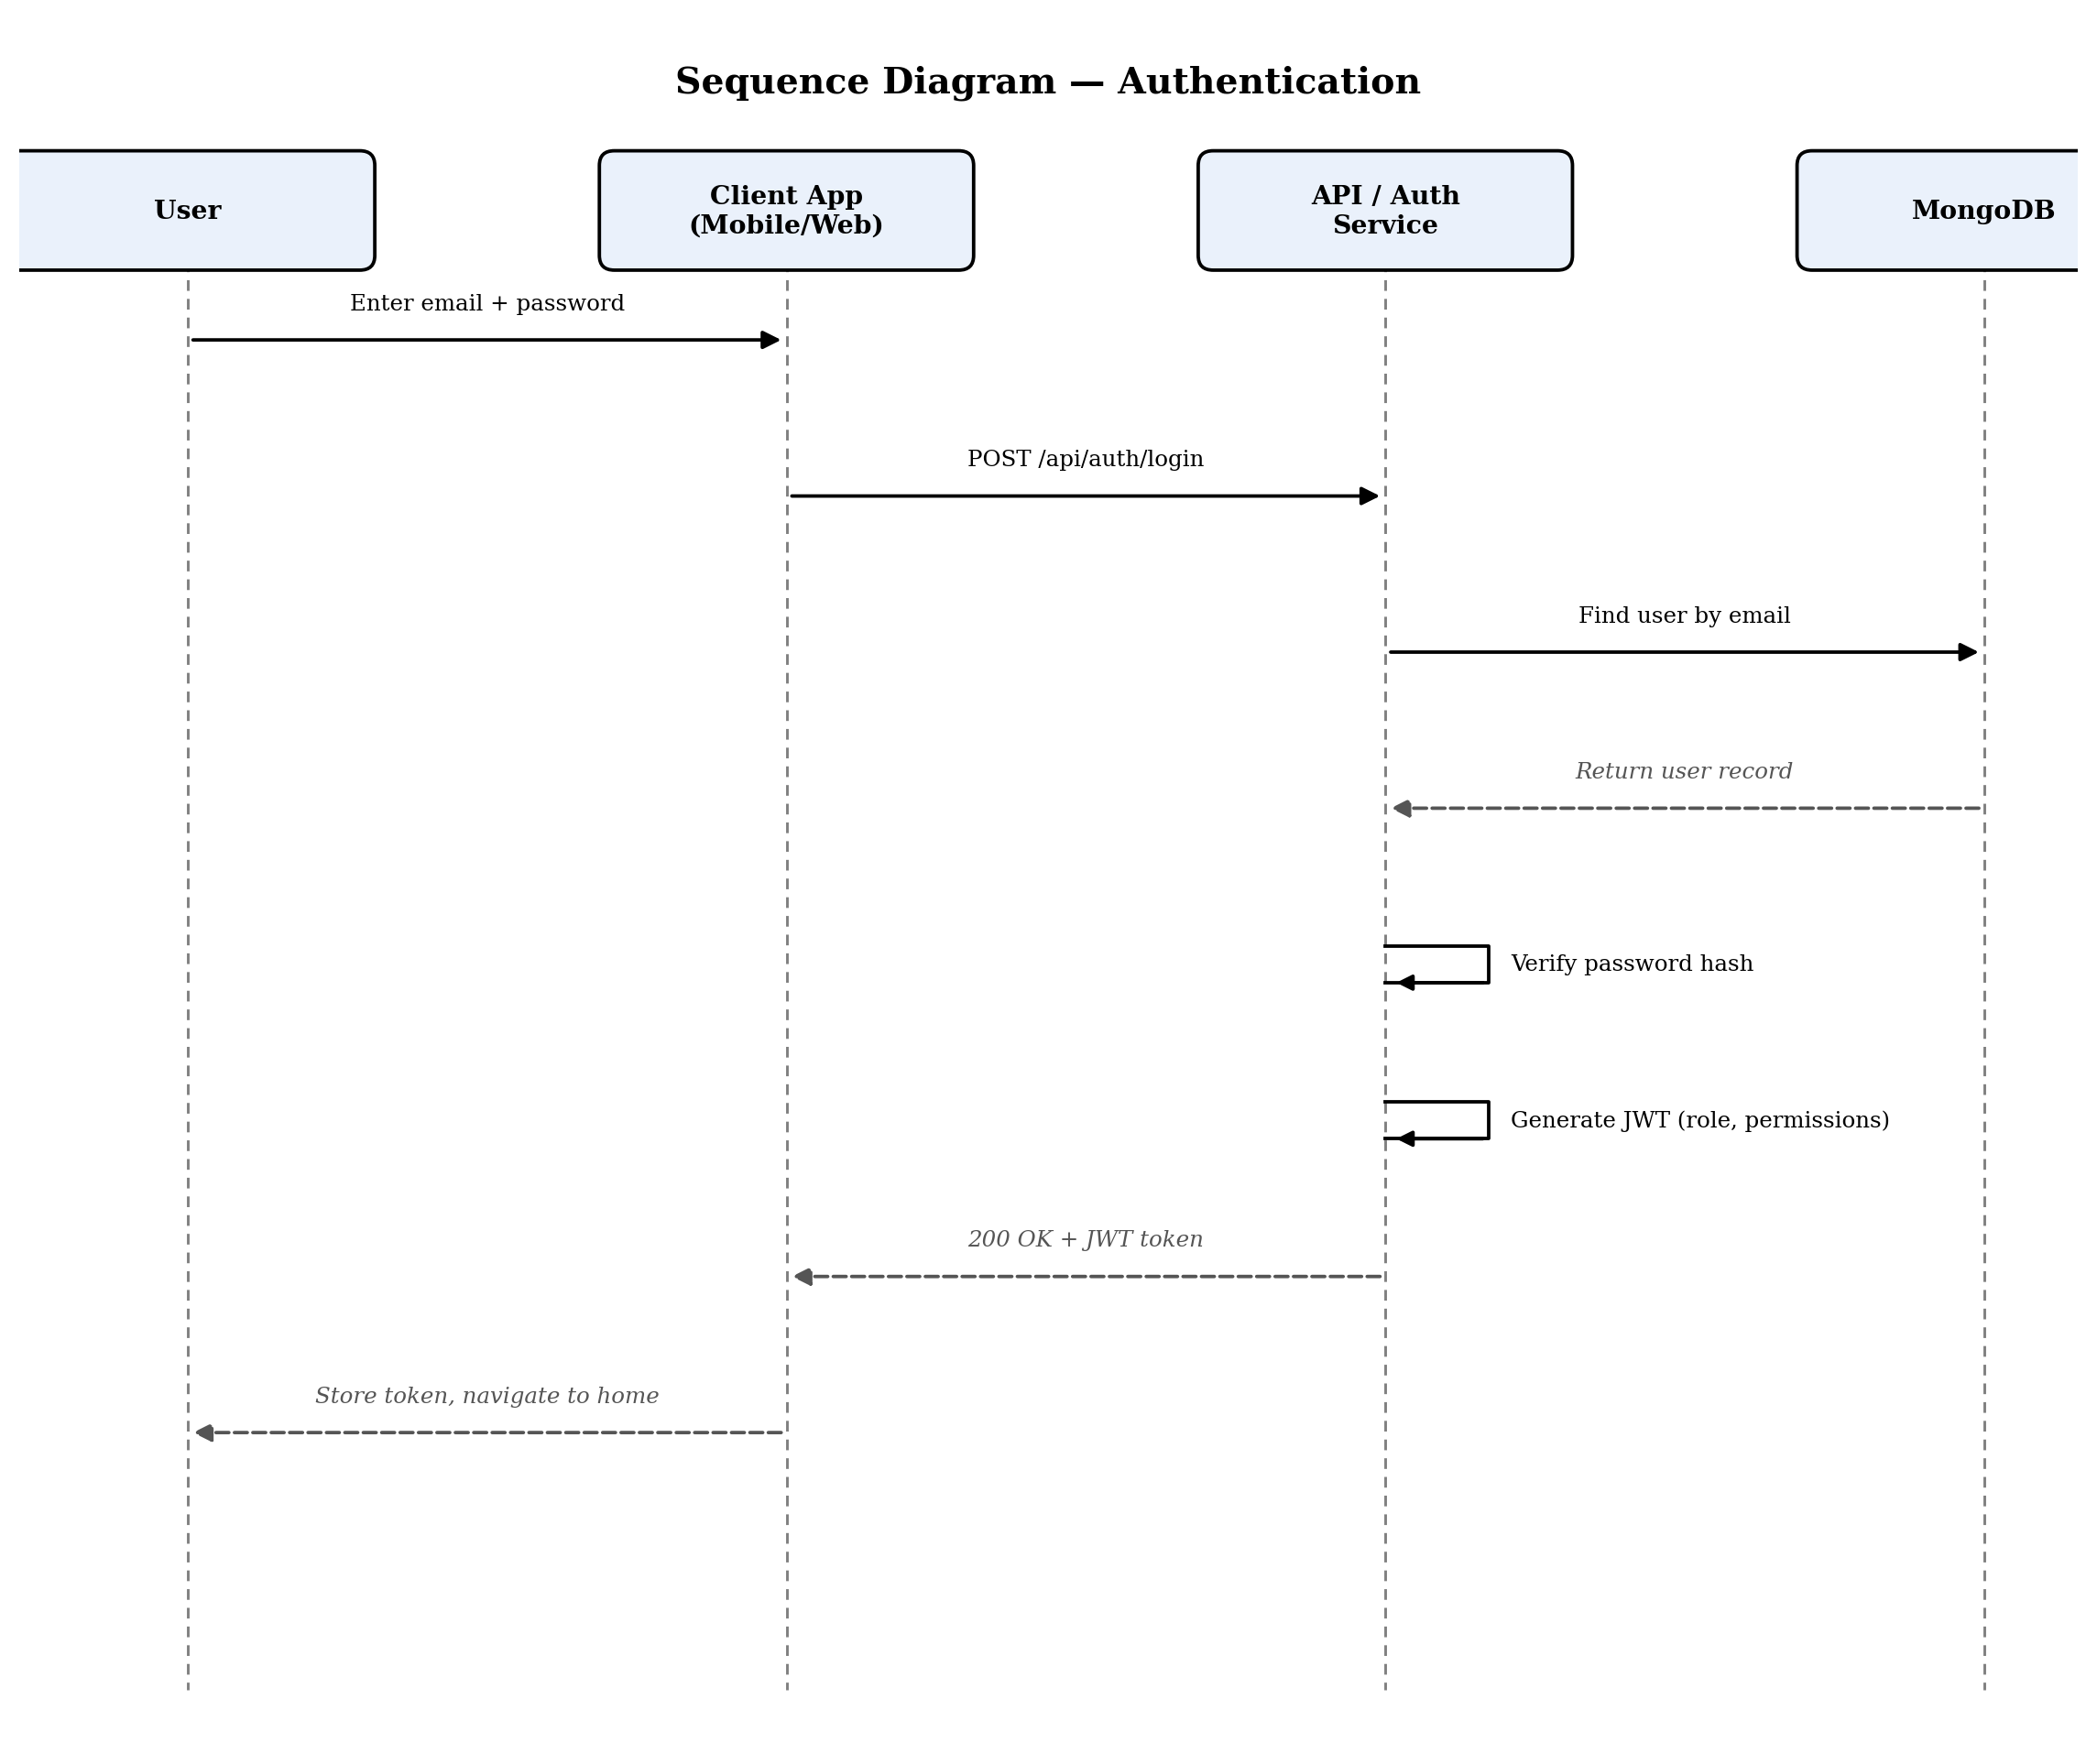 Sequence Diagram — Authentication
User
Client App
(Mobile/Web)
API / Auth
Service
MongoDB
Enter email + password
POST /api/auth/login
Find user by email
Return user record
Verify password hash
Generate JWT (role, permissions)
200 OK + JWT token
Store token, navigate to home